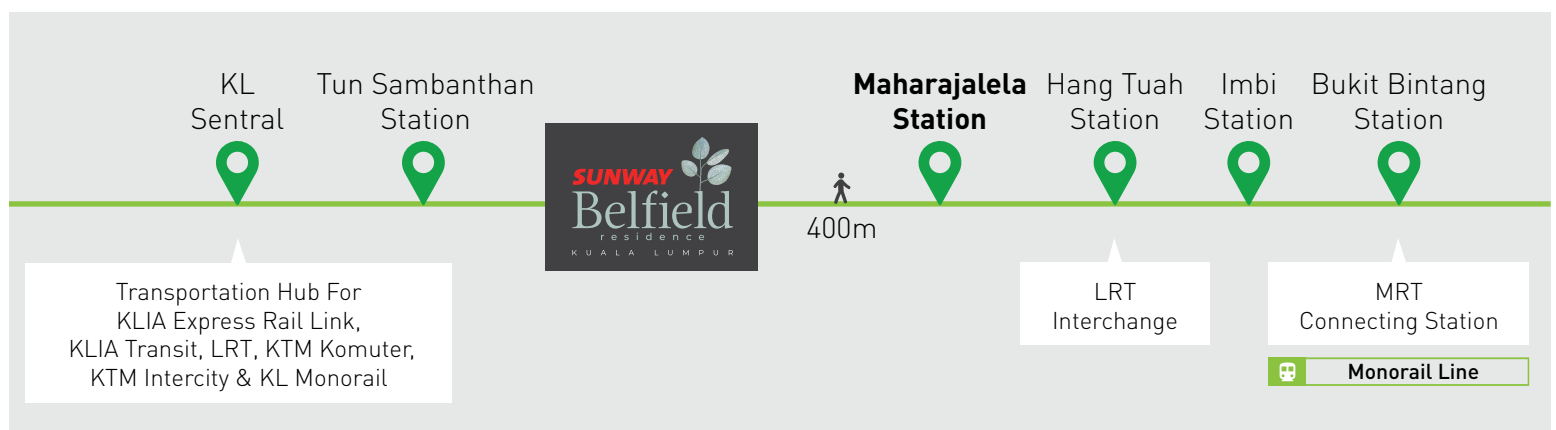 KL
Sentral
Tun Sambanthan
Station
SUNWAY
Belfield
residence
KUALA LUMPUR
400m
Maharajalela
Station
Hang Tuah
Station
Imbi
Station
Bukit Bintang
Station
Transportation Hub For
KLIA Express Rail Link,
KLIA Transit, LRT, KTM Komuter,
KTM Intercity & KL Monorail
LRT
Interchange
MRT
Connecting Station
Monorail Line